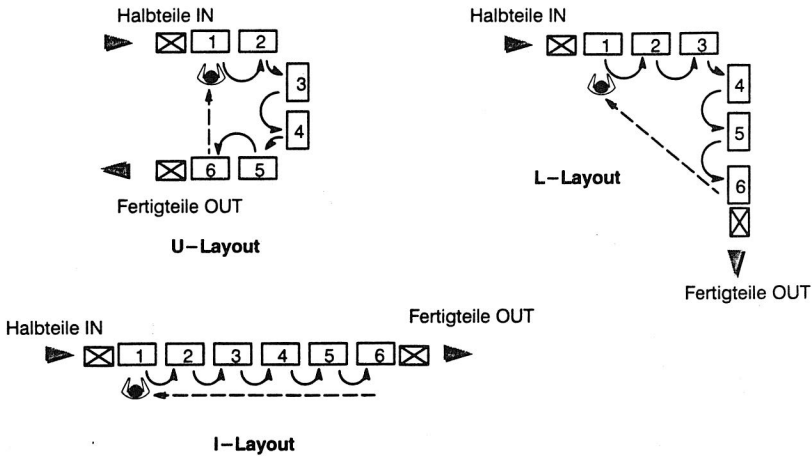 Halbteile IN
1 2
3
4
6 5
Fertigteile OUT
U–Layout
Halbteile IN
1 2 3
4
5
6
L–Layout
Fertigteile OUT
Halbteile IN
Fertigteile OUT
1 2 3 4 5 6
I–Layout